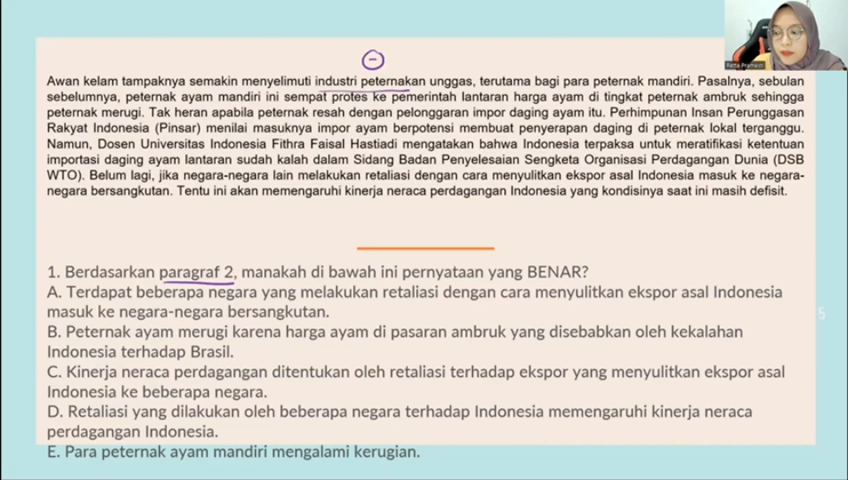 Awan kelam tampaknya semakin menyelimuti industri peternakan unggas, terutama bagi para peternak mandiri. Pasalnya, sebulan
sebelumnya, peternak ayam mandiri ini sempat protes ke pemerintah lantaran harga ayam di tingkat peternak ambruk sehingga
peternak merugi. Tak heran apabila peternak resah dengan pelonggaran impor daging ayam itu. Perhimpunan Insan Perunggasan
Rakyat Indonesia (Pinsar) menilai masuknya impor ayam berpotensi membuat penyerapan daging di peternak lokal terganggu.
Namun, Dosen Universitas Indonesia Fithra Faisal Hastiadi mengatakan bahwa Indonesia terpaksa untuk meratifikasi ketentuan
importasi daging ayam lantaran sudah kalah dalam Sidang Badan Penyelesaian Sengketa Organisasi Perdagangan Dunia (DSB
WTO). Belum lagi, jika negara-negara lain melakukan retaliasi dengan cara menyulitkan ekspor asal Indonesia masuk ke negara-
negara bersangkutan. Tentu ini akan memengaruhi kinerja neraca perdagangan Indonesia yang kondisinya saat ini masih defisit.
1. Berdasarkan paragraf 2, manakah di bawah ini pernyataan yang BENAR?
A. Terdapat beberapa negara yang melakukan retaliasi dengan cara menyulitkan ekspor asal Indonesia
masuk ke negara-negara bersangkutan.
5
B. Peternak ayam merugi karena harga ayam di pasaran ambruk yang disebabkan oleh kekalahan
Indonesia terhadap Brasil.
C. Kinerja neraca perdagangan ditentukan oleh retaliasi terhadap ekspor yang menyulitkan ekspor asal
Indonesia ke beberapa negara.
D. Retaliasi yang dilakukan oleh beberapa negara terhadap Indonesia memengaruhi kinerja neraca
perdagangan Indonesia.
E. Para peternak ayam mandiri mengalami kerugian.